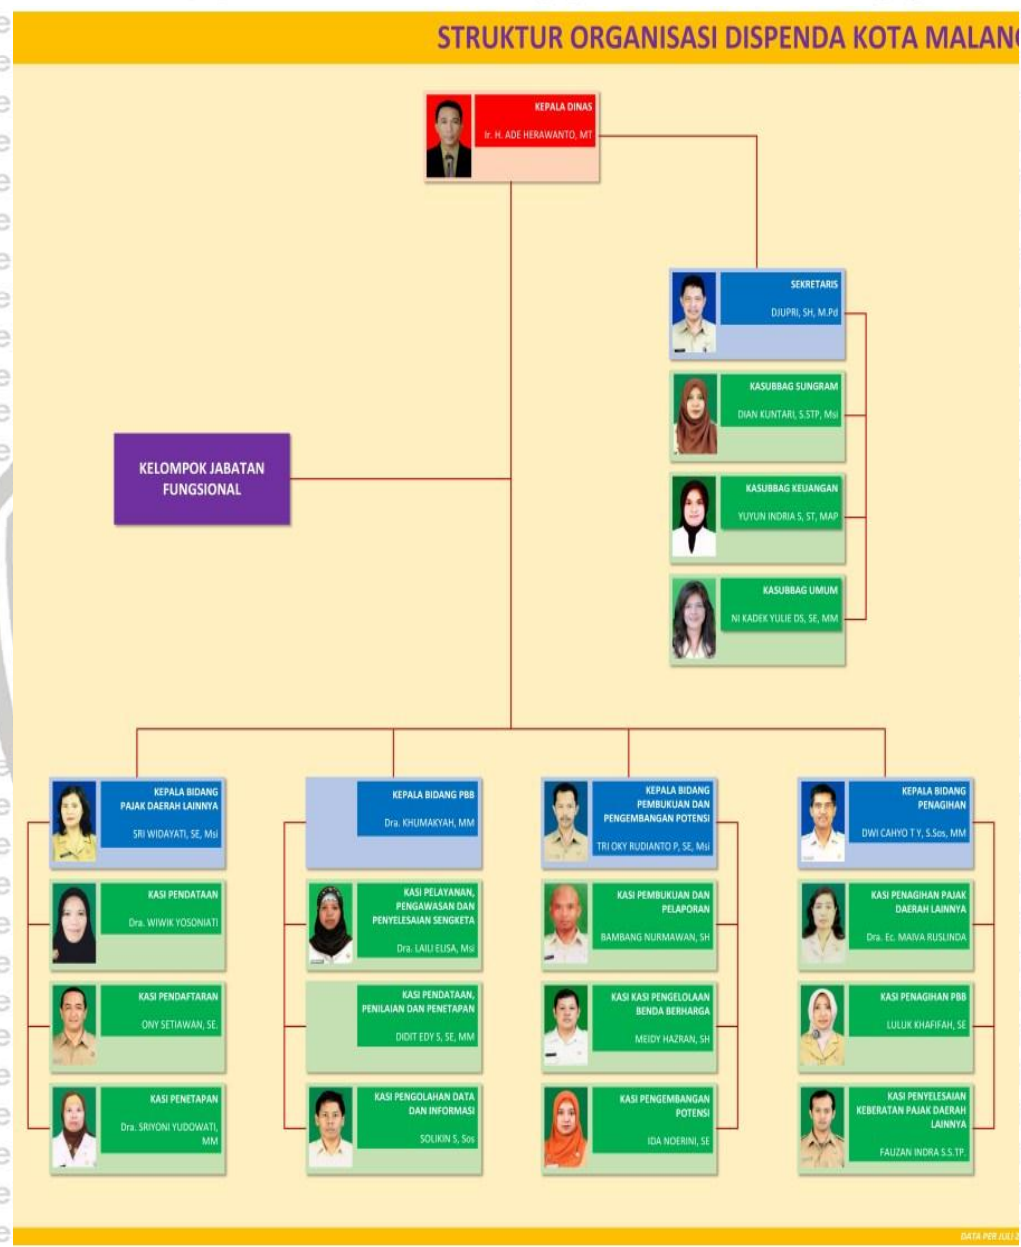 STRUKTUR ORGANISASI DISPENDA KOTA MALANG
KEPALA DINAS
Ir. H. ADE HERAWANTO, MT
SEKRETARIS
DJUPRI, SH, M.Pd
KASUBBAG SUNGRAM
DIAN KUNTARI, S.STP, Msi
KELOMPOK JABATAN
FUNGSIONAL
KASUBBAG KEUANGAN
YUYUN INDRIA S, ST, MAP
KASUBBAG UMUM
NI KADEK YULIE DS, SE, MM
KEPALA BIDANG
PAJAK DAERAH LAINNYA
SRI WIDAYATI, SE, Msi
KASI PENDATAAN
Dra. WIWIK YOSONIATI
KASI PENDAFTARAN
ONY SETIAWAN, SE.
KASI PENETAPAN
Dra. SRIYONI YUDOWATI,
MM
KEPALA BIDANG PBB
Dra. KHUMAKYAH, MM
KASI PELAYANAN,
PENGAWASAN DAN
PENYELESAIAN SENGKETA
Dra. LAILI ELISA, Msi
KASI PENDATAAN,
PENILAIAN DAN PENETAPAN
DIDIT EDY S, SE, MM
KASI PENGOLAHAN DATA
DAN INFORMASI
SOLIKIN S, Sos
KEPALA BIDANG
PEMBUKUAN DAN
PENGEMBANGAN POTENSI
TRI OKY RUDIANTO P, SE, Msi
KASI PEMBUKUAN DAN
PELAPORAN
BAMBANG NURMAWAN, SH
KASI KASI PENGELOLAAN
BENDA BERHARGA
MEIDY HAZRAN, SH
KASI PENGEMBANGAN
POTENSI
IDA NOERINI, SE
KEPALA BIDANG
PENAGIHAN
DWI CAHYO T Y, S.Sos, MM
KASI PENAGIHAN PAJAK
DAERAH LAINNYA
Dra. Ec. MAIVA RUSLINDA
KASI PENAGIHAN PBB
LULUK KHAFIFAH, SE
KASI PENYELESAIAN
KEBERATAN PAJAK DAERAH
LAINNYA
FAUZAN INDRA S.S.TP.
DATA PER JULI